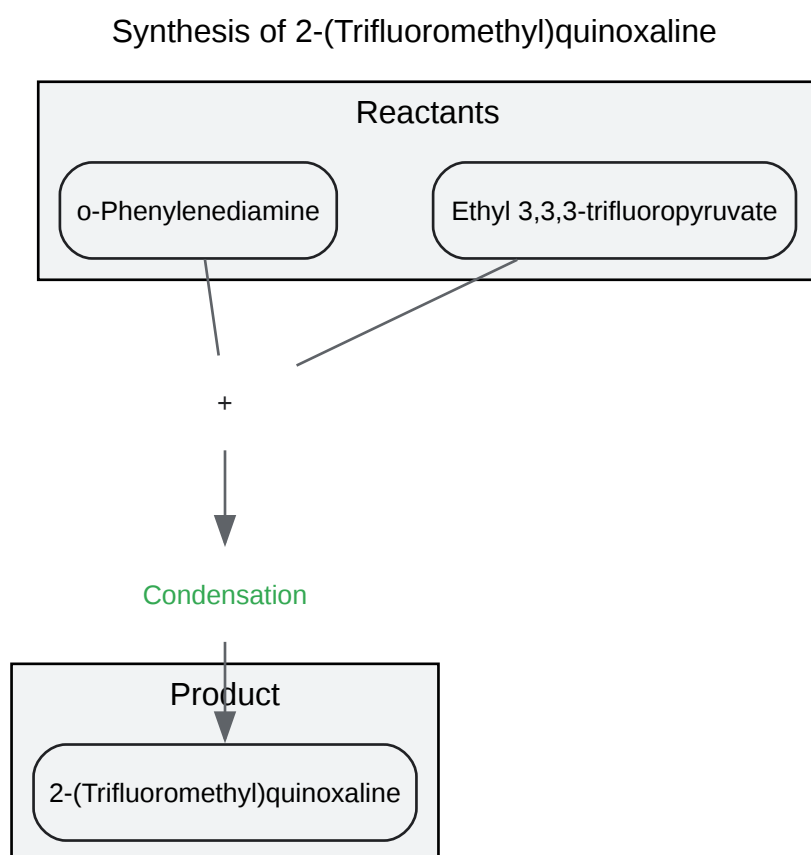 Synthesis of 2-(Trifluoromethyl)quinoxaline
Reactants
o-Phenylenediamine
Ethyl 3,3,3-trifluoropyruvate
+
Condensation
Product
2-(Trifluoromethyl)quinoxaline